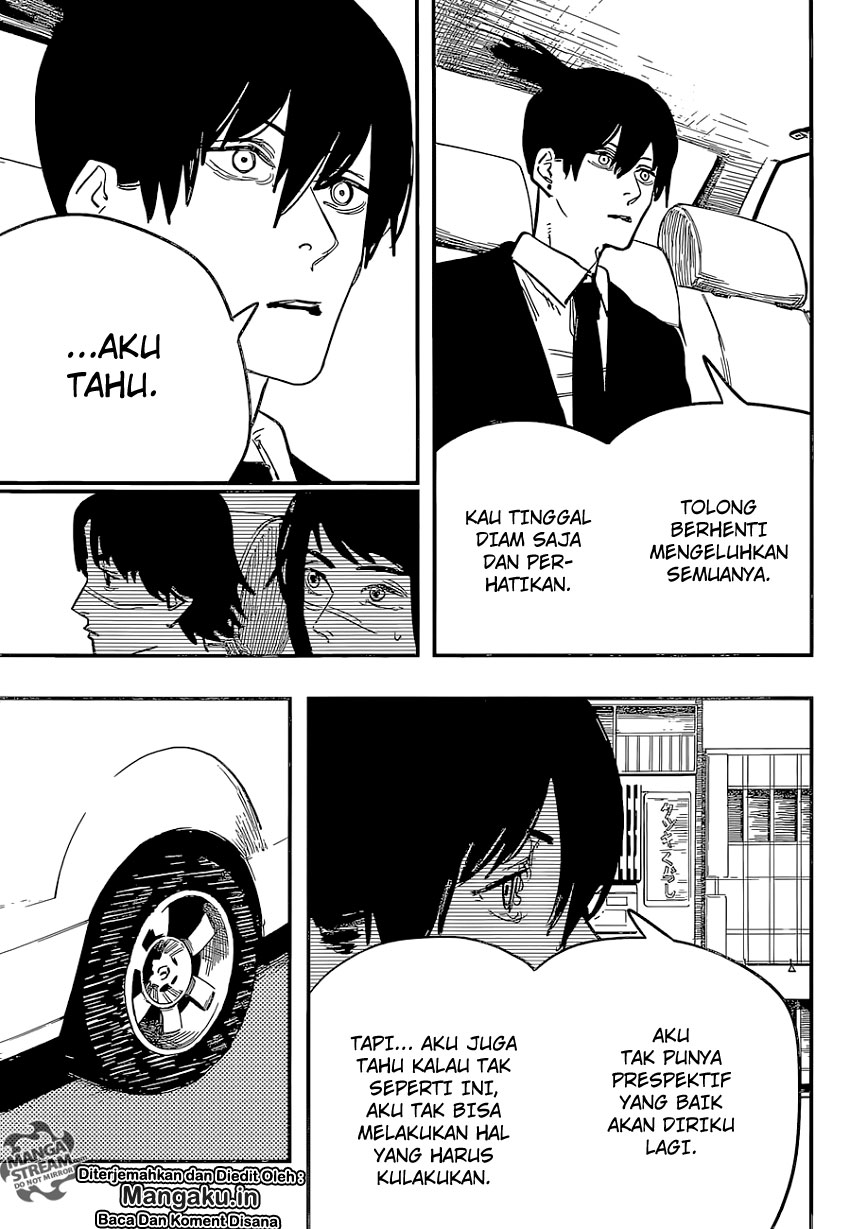 TOLONG
BERHENTI
MENGELUHKAN
SEMUANYA.
KAU TINGGAL
DIAM SAJA
DAN PER-
HATIKAN.
...AKU
TAHU.
AKU
TAK PUNYA
PRESPEKTIF
YANG BAIK
AKAN DIRIKU
LAGI.
TAPI... AKU JUGA
TAHU KALAU TAK
SEPERTI INI,
AKU TAK BISA
MELAKUKAN HAL
YANG HARUS
KULAKUKAN.
MANGA
STREAM
DO NOT MIRROR
Diterjemahkan dan Diedit Oleh :
Mangaku.in
Baca Dan Koment Disana